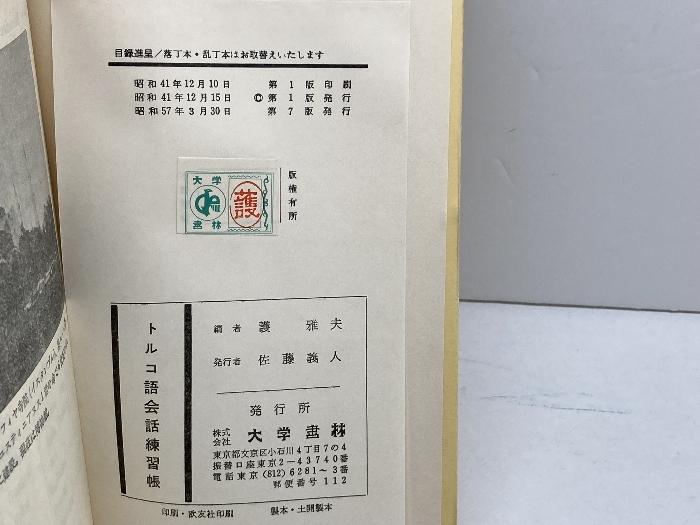 目録進呈/落丁本・乱丁本はお取替えいたします
昭和41年12月10日 第1版印刷
昭和41年12月15日 ©第1版発行
昭和57年3月30日 第7版発行
大学
書林
護
版権有所
トルコ語会話練習帳
編者 護 雅夫
発行者 佐藤義人
発行所
株式会社 大学書林
東京都文京区小石川4丁目7の4
振替口座東京2-43740番
電話東京(812)6281~3番
郵便番号112
印刷・欧友社印刷 製本・土開製本